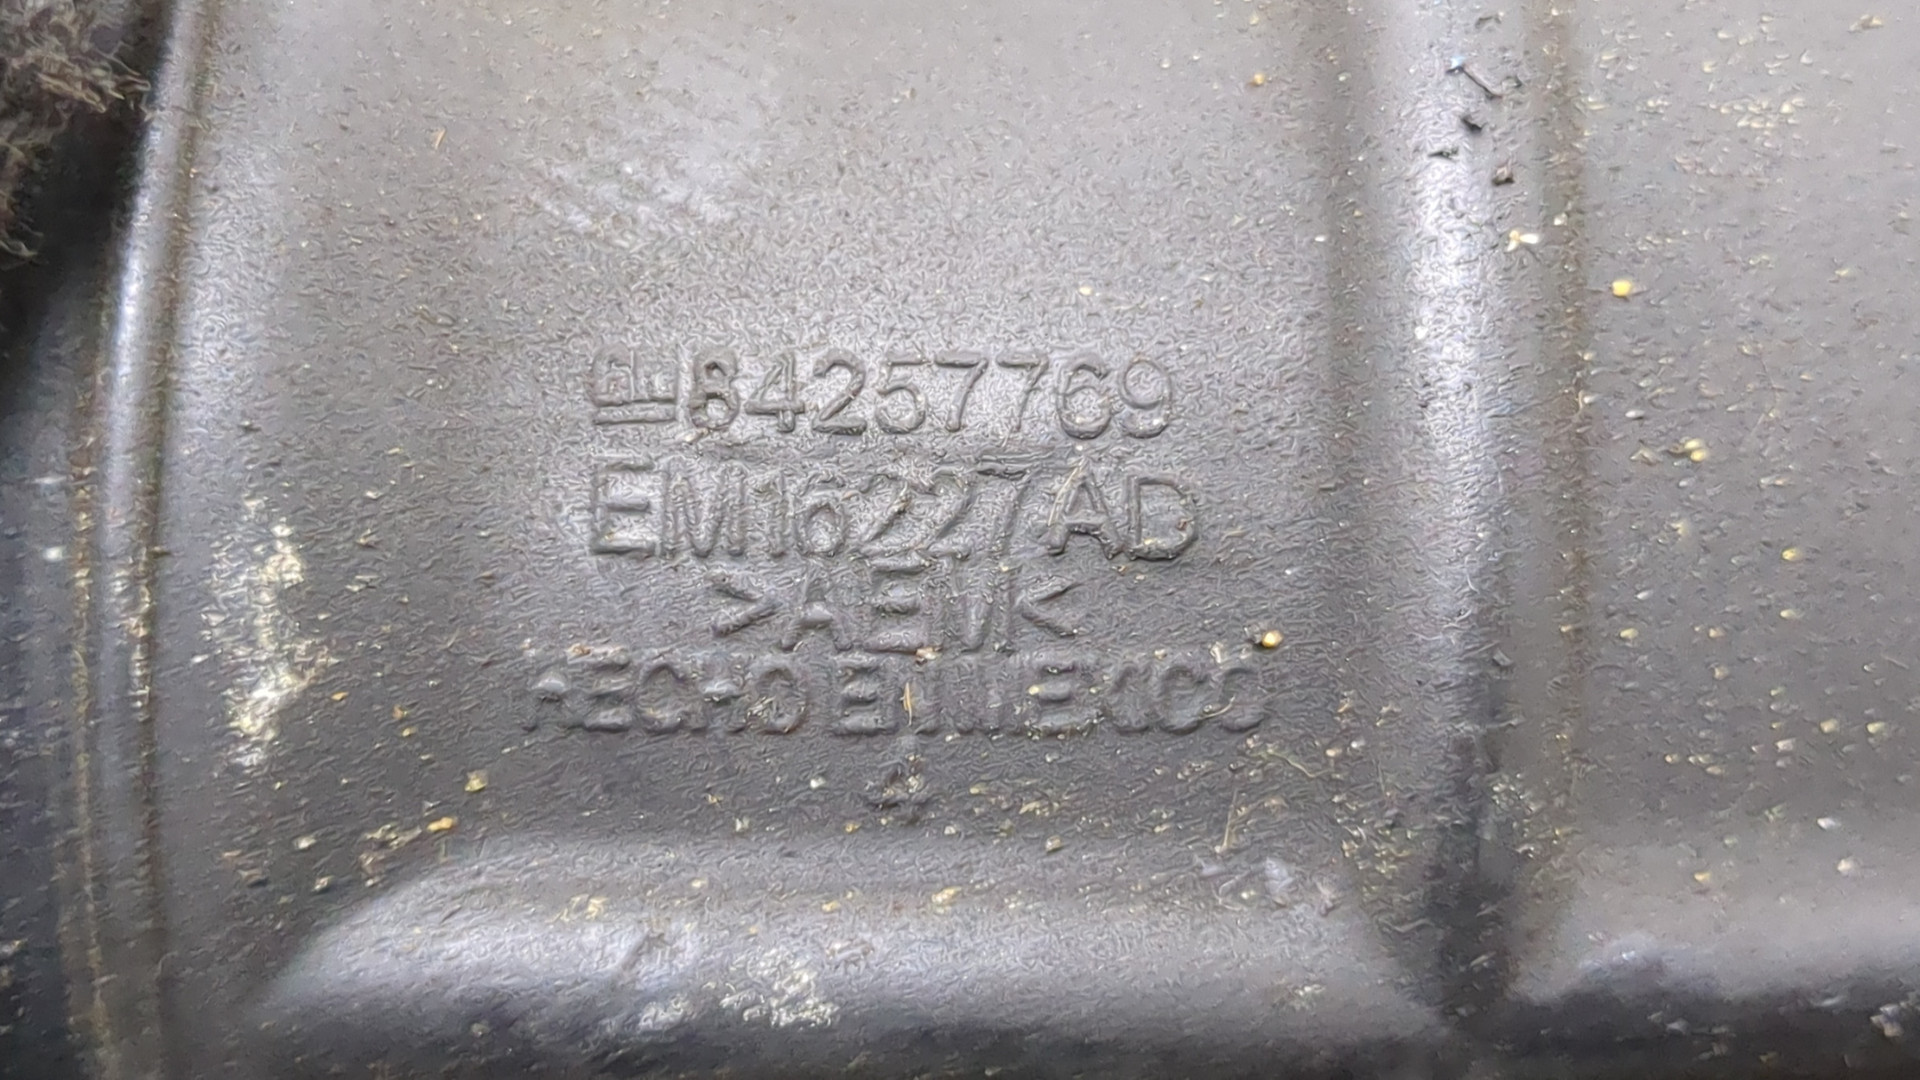 GM 84257769
EM16227AD
>AEM<
HECHO EN MEXICO